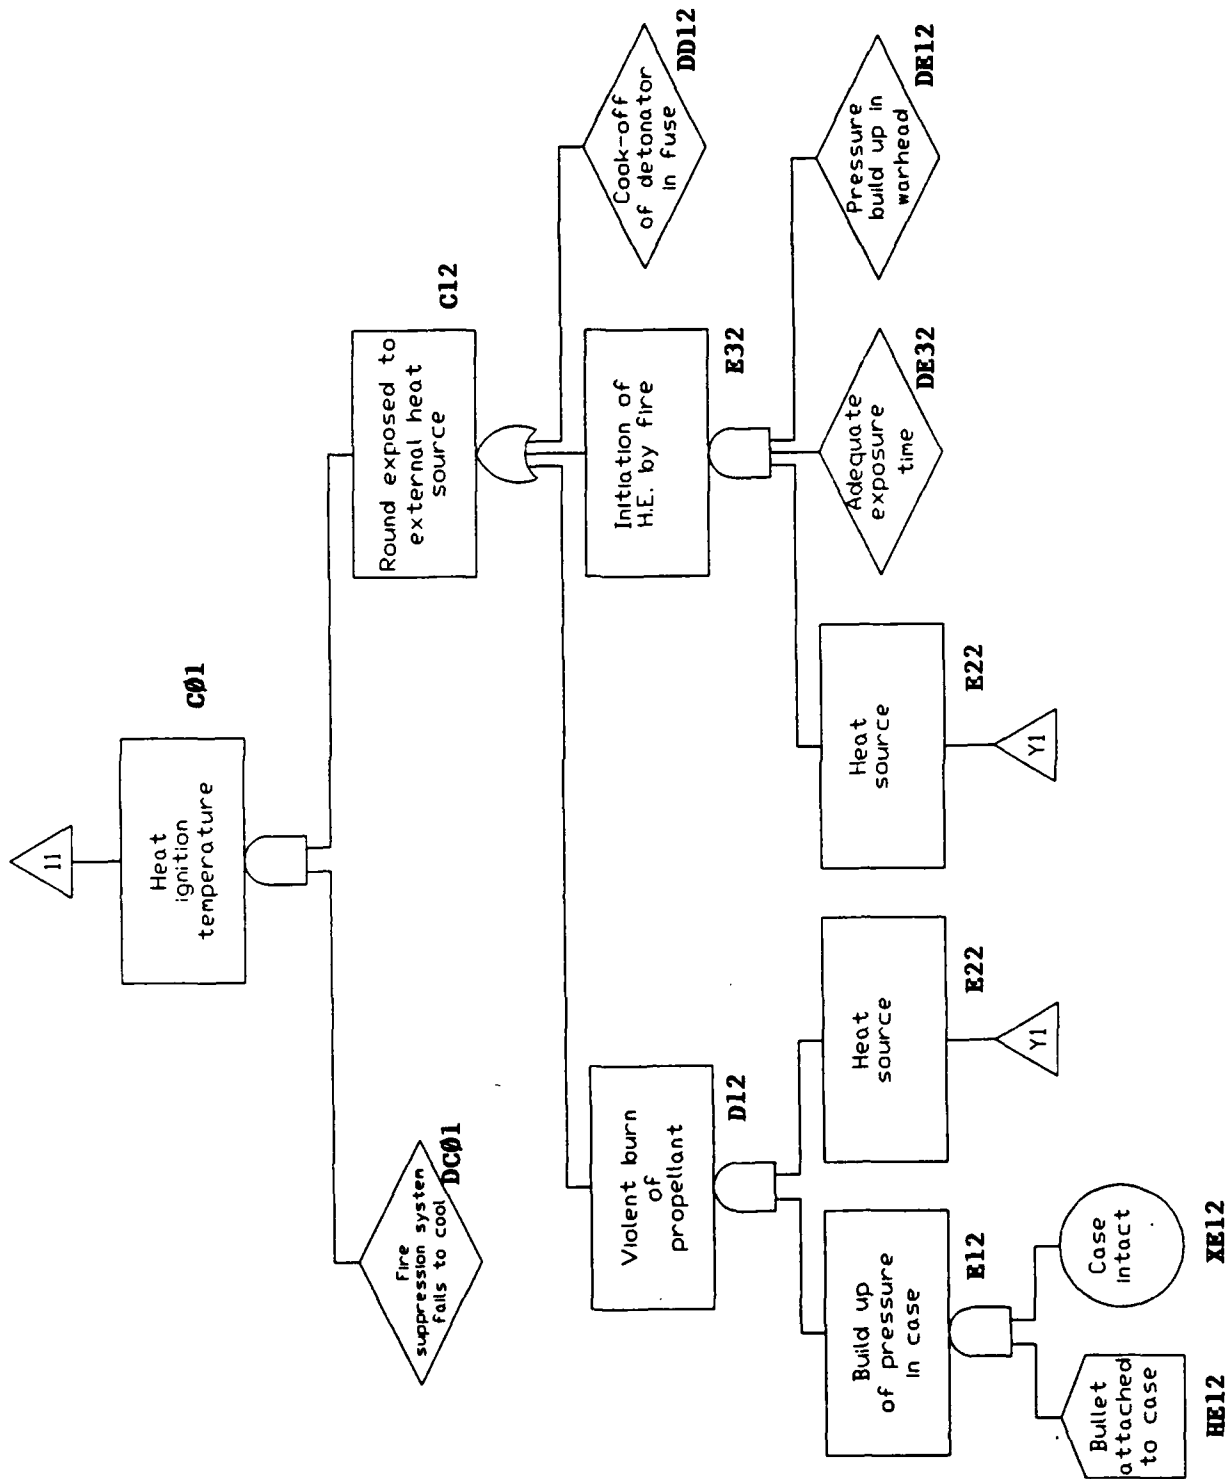 11
Heat
ignition
temperature
CØ1
Fire
suppression systen
fails to cool
DCØ1
Round exposed to
external heat
source
C12
Violent burn
of
propellant
D12
Initiation of
H.E. by fire
E32
Cook-off
of detonator
in fuse
DD12
Build up
of pressure
in case
E12
Heat
source
E22
Y1
Heat
source
E22
Y1
Adequate
exposure
time
DE32
Pressure
build up in
warhead
DE12
Bullet
attached
to case
HE12
Case
intact
XE12